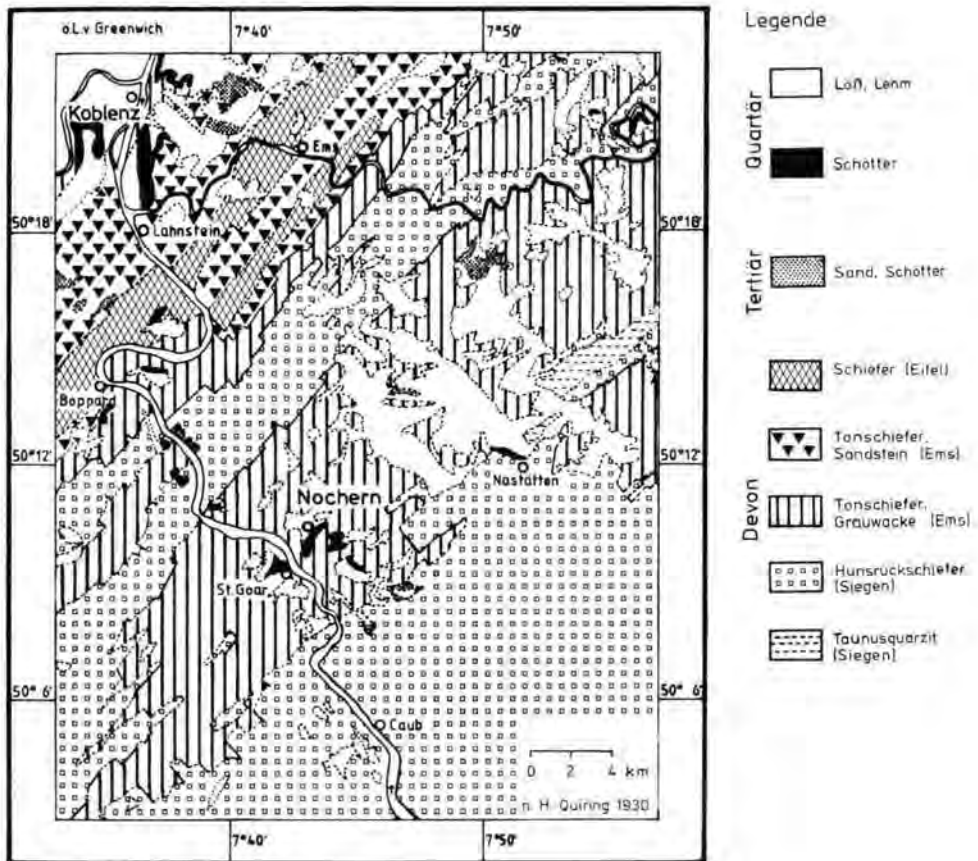 ö.L.v. Greenwich
7°40'
7°50'
Koblenz
Ems
50°18'
50°18'
Lahnstein
Boppard
50°12'
50°12'
Nastätten
Nochern
St.Goar
50° 6'
50° 6'
Caub
0 2 4 km
n. H. Quiring 1930
7°40'
7°50'
Legende
Quartär
Löß, Lehm
Schotter
Tertiär
Sand, Schotter
Devon
Schiefer (Eifel)
Tonschiefer,
Sandstein (Ems)
Tonschiefer,
Grauwacke (Ems)
Hunsrückschiefer
(Siegen)
Taunusquarzit
(Siegen)